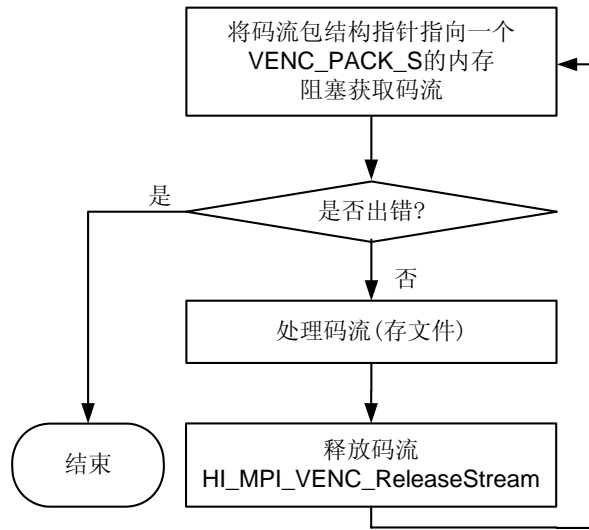 将码流包结构指针指向一个
VENC_PACK_S的内存
阻塞获取码流
是
是否出错?
否
处理码流(存文件)
释放码流
HI_MPI_VENC_ReleaseStream
结束